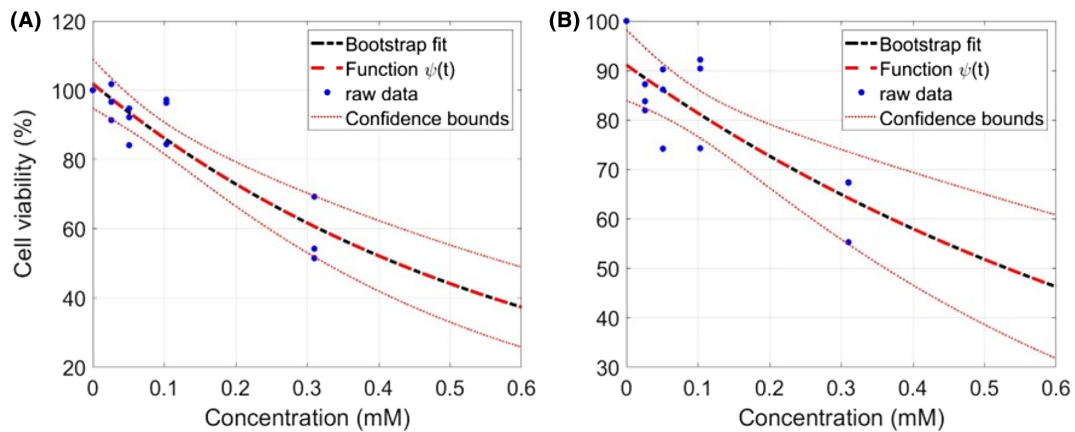 (A)
120
100
80
60
40
20
0
0.1
0.2
0.3
0.4
0.5
0.6
Cell viability (%)
Concentration (mM)
Bootstrap fit
Function ψ(t)
raw data
Confidence bounds
(B)
100
90
80
70
60
50
40
30
0
0.1
0.2
0.3
0.4
0.5
0.6
Concentration (mM)
Bootstrap fit
Function ψ(t)
raw data
Confidence bounds